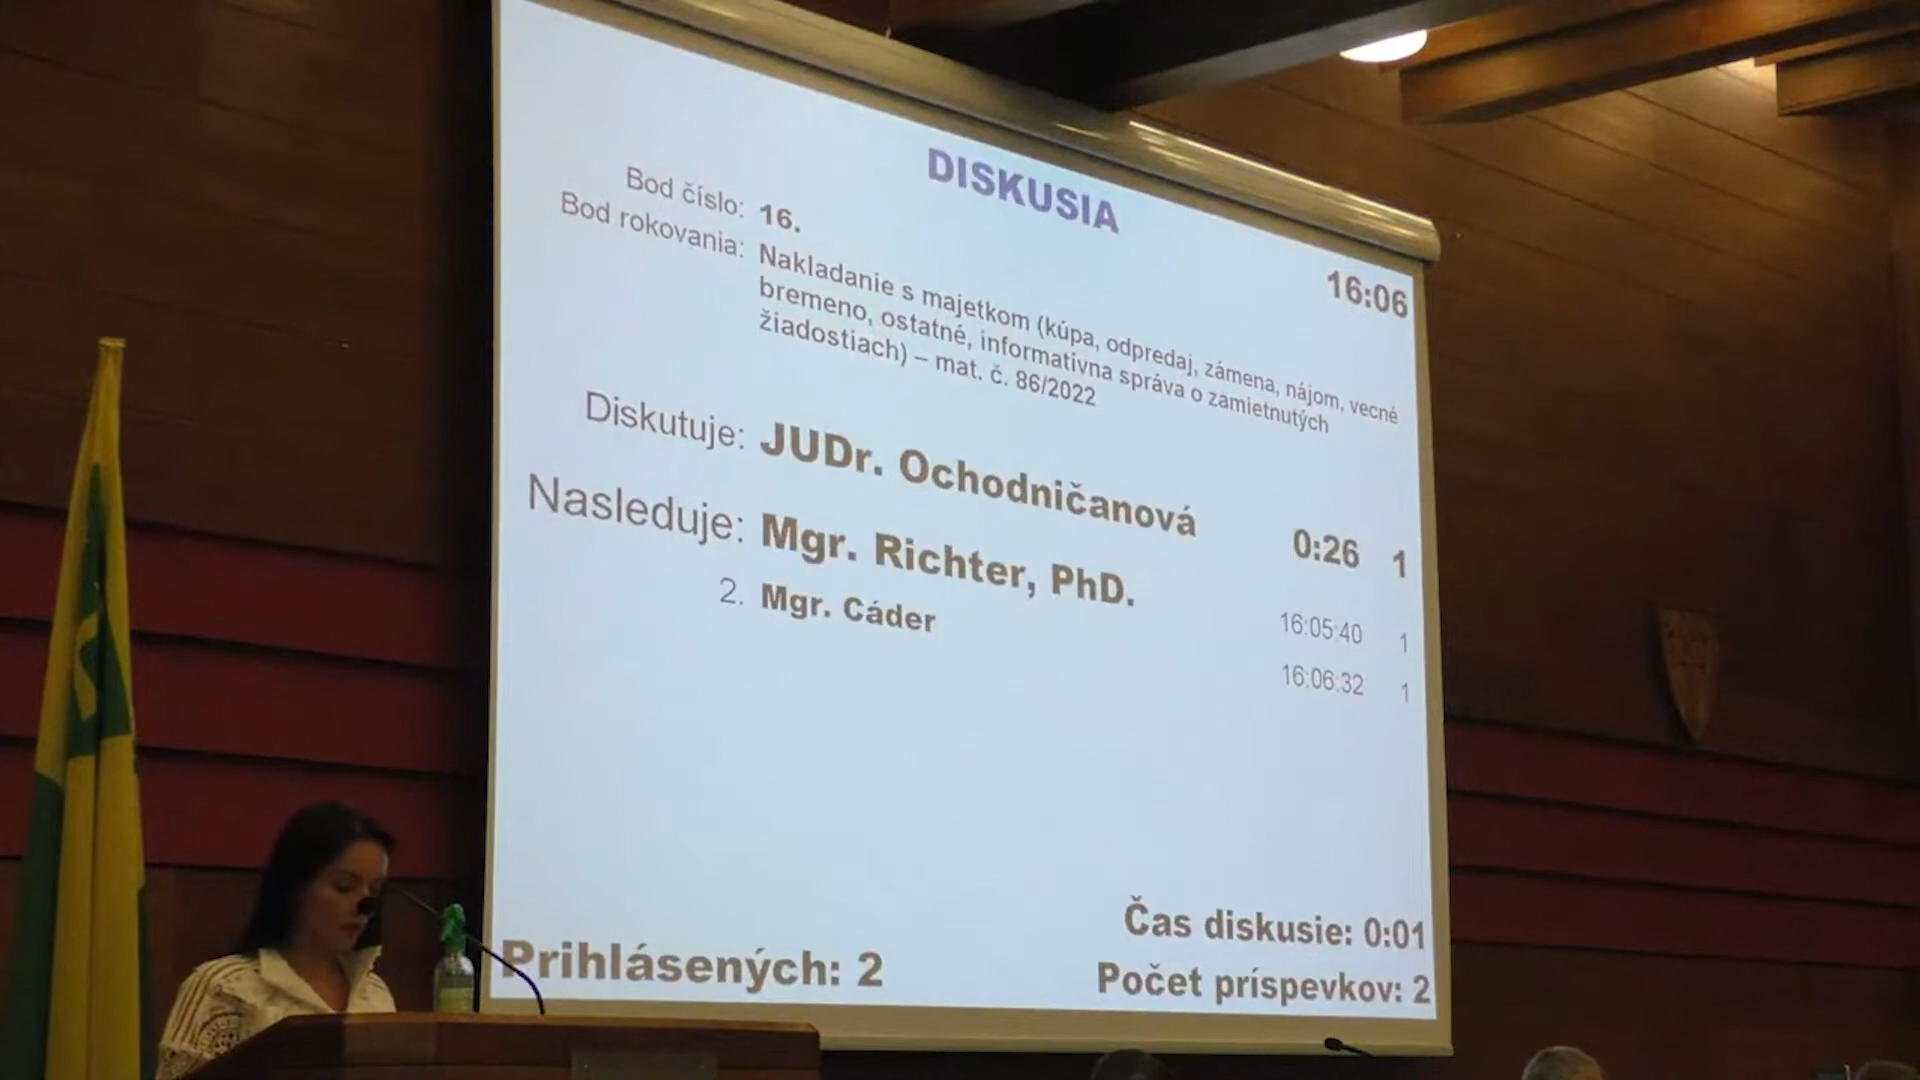 DISKUSIA
Bod číslo: 16.
16:06
Bod rokovania: Nakladanie s majetkom (kúpa, odpredaj, zámena, nájom, vecné
bremeno, ostatné, informatívna správa o zamietnutých
žiadostiach) – mat. č. 86/2022
Diskutuje: JUDr. Ochodničanová 0:26 1
Nasleduje: Mgr. Richter, PhD. 16:05:40 1
2. Mgr. Cáder 16:06:32 1
Čas diskusie: 0:01
Prihlásených: 2
Počet príspevkov: 2